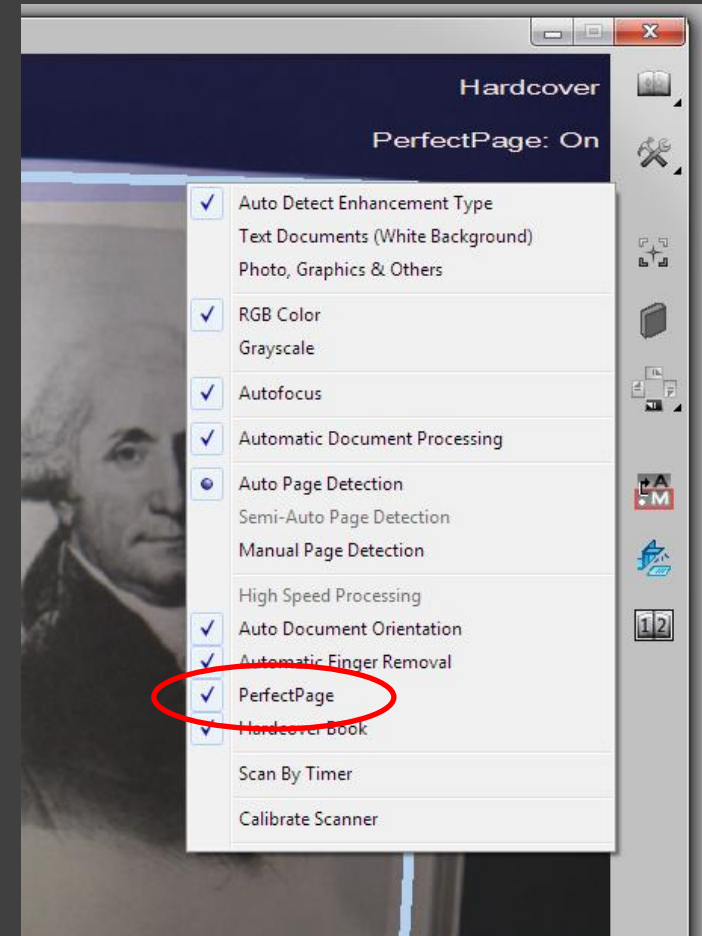 Hardcover
PerfectPage: On
Auto Detect Enhancement Type
Text Documents (White Background)
Photo, Graphics & Others
RGB Color
Grayscale
Autofocus
Automatic Document Processing
Auto Page Detection
Semi-Auto Page Detection
Manual Page Detection
High Speed Processing
Auto Document Orientation
Automatic Finger Removal
PerfectPage
Hardcover Book
Scan By Timer
Calibrate Scanner
A
M
1 2